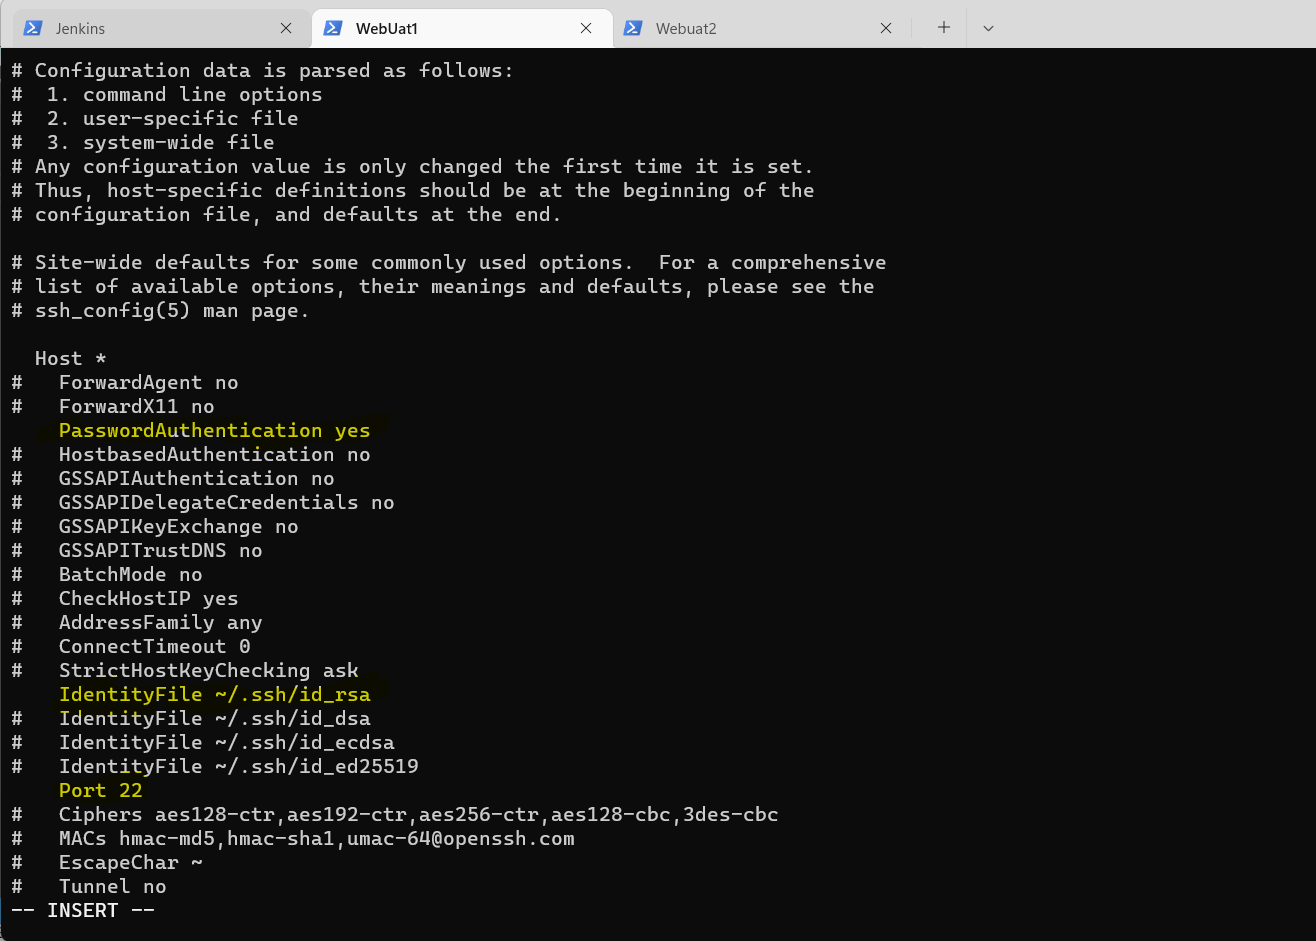 Jenkins
WebUat1
Webuat2
# Configuration data is parsed as follows:
#  1. command line options
#  2. user-specific file
#  3. system-wide file
# Any configuration value is only changed the first time it is set.
# Thus, host-specific definitions should be at the beginning of the
# configuration file, and defaults at the end.
# Site-wide defaults for some commonly used options.  For a comprehensive
# list of available options, their meanings and defaults, please see the
# ssh_config(5) man page.
  Host *
#   ForwardAgent no
#   ForwardX11 no
    PasswordAuthentication yes
#   HostbasedAuthentication no
#   GSSAPIAuthentication no
#   GSSAPIDelegateCredentials no
#   GSSAPIKeyExchange no
#   GSSAPITrustDNS no
#   BatchMode no
#   CheckHostIP yes
#   AddressFamily any
#   ConnectTimeout 0
#   StrictHostKeyChecking ask
    IdentityFile ~/.ssh/id_rsa
#   IdentityFile ~/.ssh/id_dsa
#   IdentityFile ~/.ssh/id_ecdsa
#   IdentityFile ~/.ssh/id_ed25519
    Port 22
#   Ciphers aes128-ctr,aes192-ctr,aes256-ctr,aes128-cbc,3des-cbc
#   MACs hmac-md5,hmac-sha1,umac-64@openssh.com
#   EscapeChar ~
#   Tunnel no
-- INSERT --